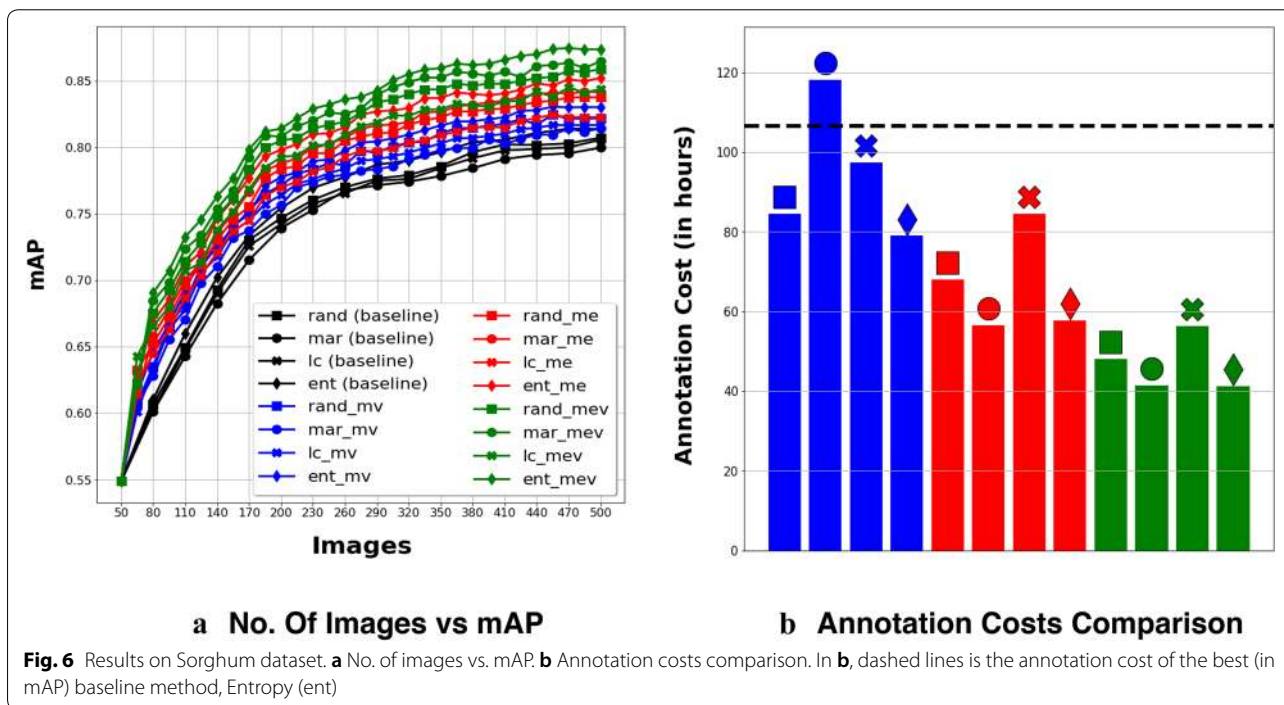 mAP
0.85
0.80
0.75
0.70
0.65
0.60
0.55
50 80 110 140 170 200 230 260 290 320 350 380 410 440 470 500
Images
rand (baseline)
mar (baseline)
lc (baseline)
ent (baseline)
rand_mv
mar_mv
lc_mv
ent_mv
rand_me
mar_me
lc_me
ent_me
rand_mev
mar_mev
lc_mev
ent_mev
a No. Of Images vs mAP
Annotation Cost (in hours)
120
100
80
60
40
20
0
b Annotation Costs Comparison
Fig. 6 Results on Sorghum dataset. a No. of images vs. mAP. b Annotation costs comparison. In b, dashed lines is the annotation cost of the best (in
mAP) baseline method, Entropy (ent)